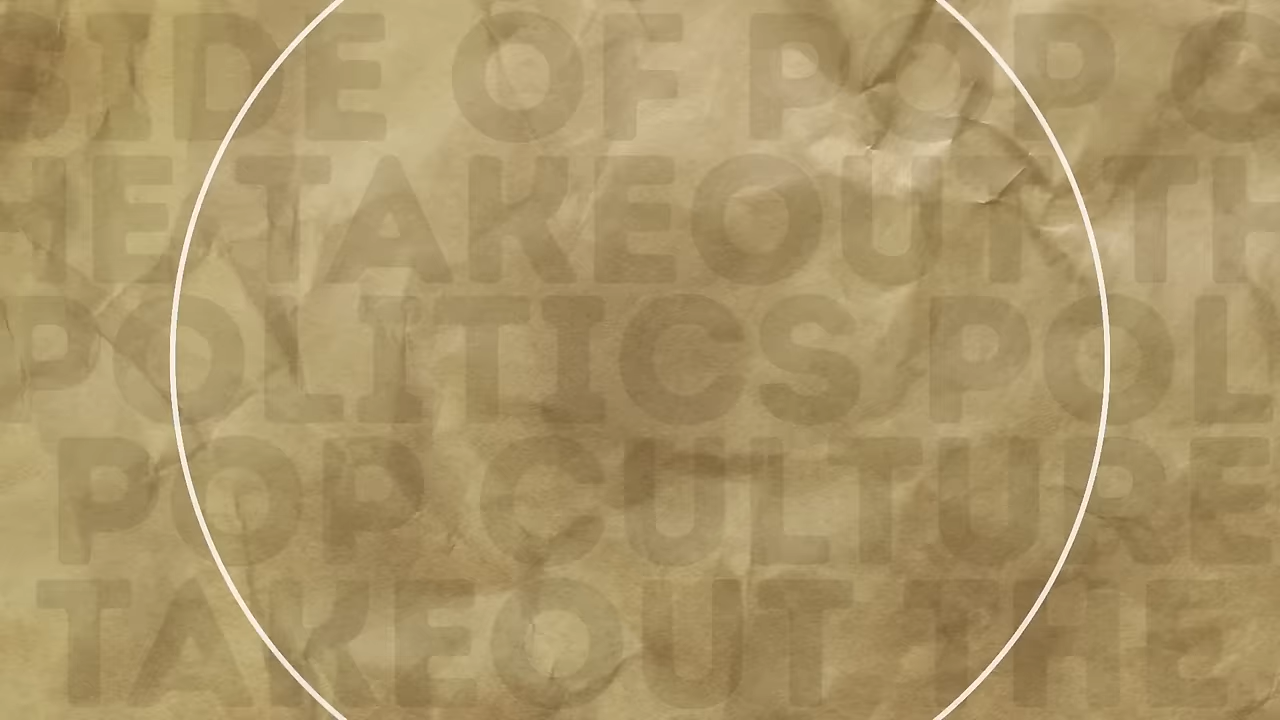 SIDE OF POP C
HE TAKEOUT TH
POLITICS POL
POP CULTURE
TAKEOUT THE